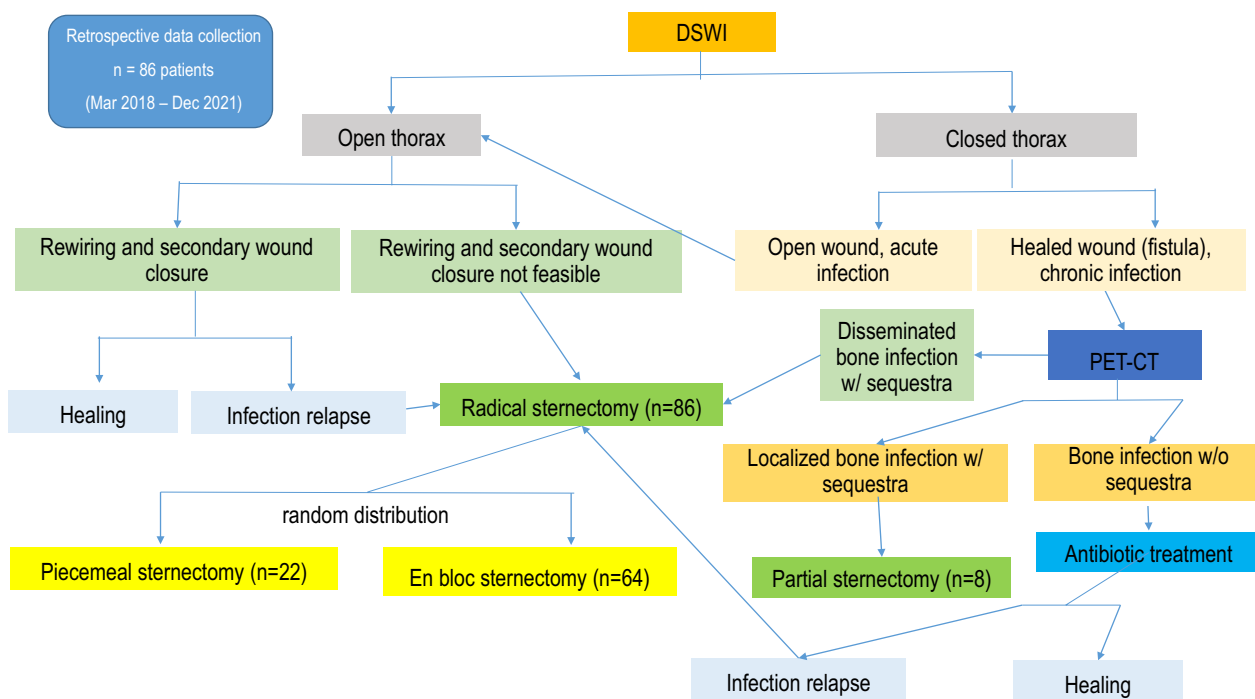 Retrospective data collection
n = 86 patients
(Mar 2018 – Dec 2021)
DSWI
Open thorax
Closed thorax
Rewiring and secondary wound
closure
Rewiring and secondary wound
closure not feasible
Open wound, acute
infection
Healed wound (fistula),
chronic infection
Disseminated
bone infection
w/ sequestra
PET-CT
Healing
Infection relapse
Radical sternectomy (n=86)
Localized bone infection w/
sequestra
Bone infection w/o
sequestra
random distribution
Piecemeal sternectomy (n=22)
En bloc sternectomy (n=64)
Partial sternectomy (n=8)
Antibiotic treatment
Infection relapse
Healing